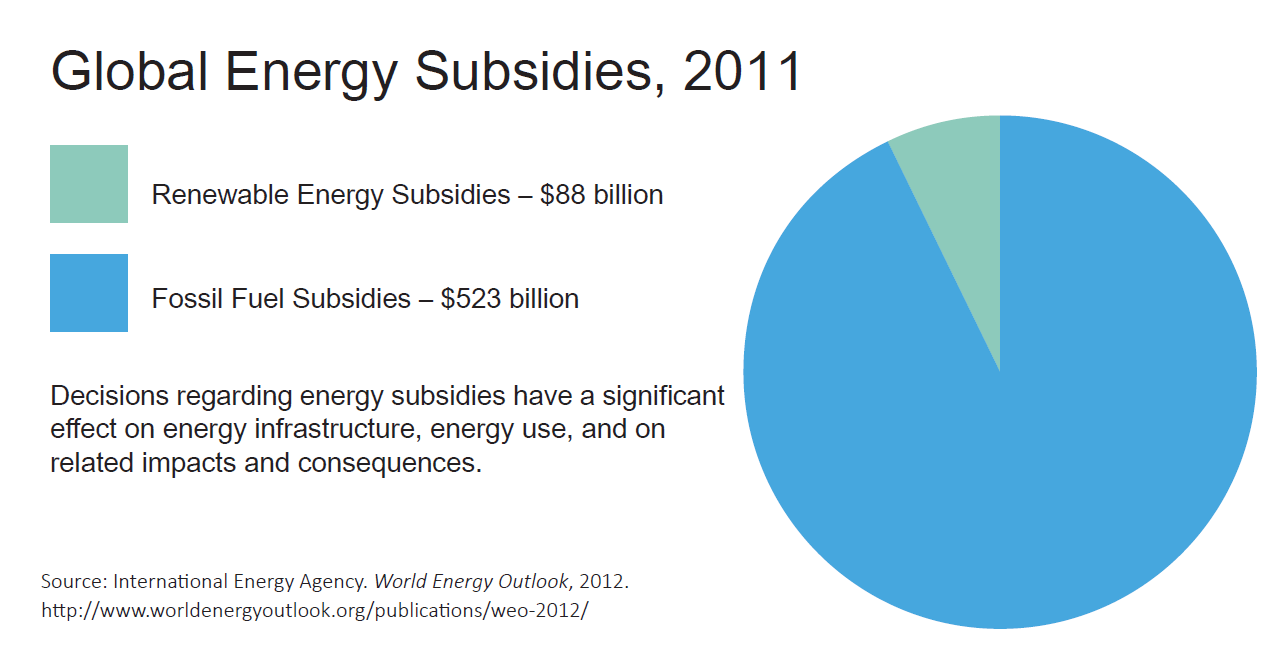 Global Energy Subsidies, 2011
Renewable Energy Subsidies – $88 billion
Fossil Fuel Subsidies – $523 billion
Decisions regarding energy subsidies have a significant
effect on energy infrastructure, energy use, and on
related impacts and consequences.
Source: International Energy Agency. World Energy Outlook, 2012.
http://www.worldenergyoutlook.org/publications/weo-2012/